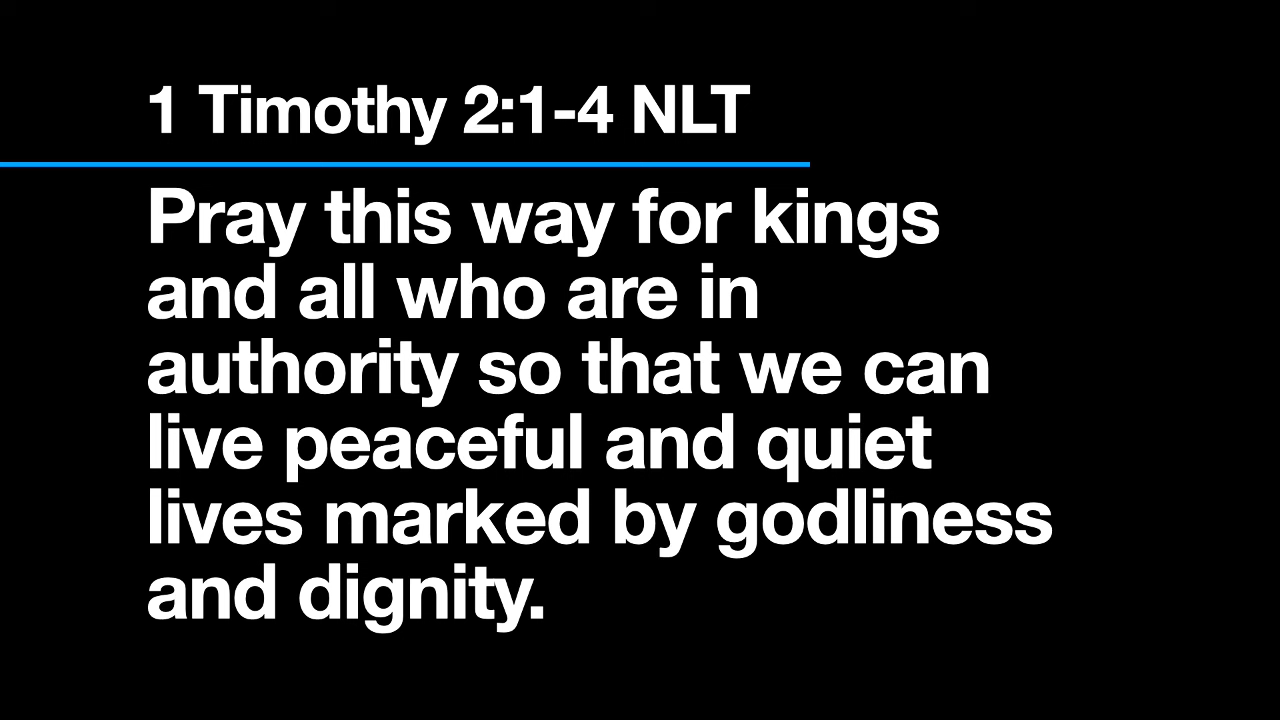 1 Timothy 2:1-4 NLT
Pray this way for kings
and all who are in
authority so that we can
live peaceful and quiet
lives marked by godliness
and dignity.